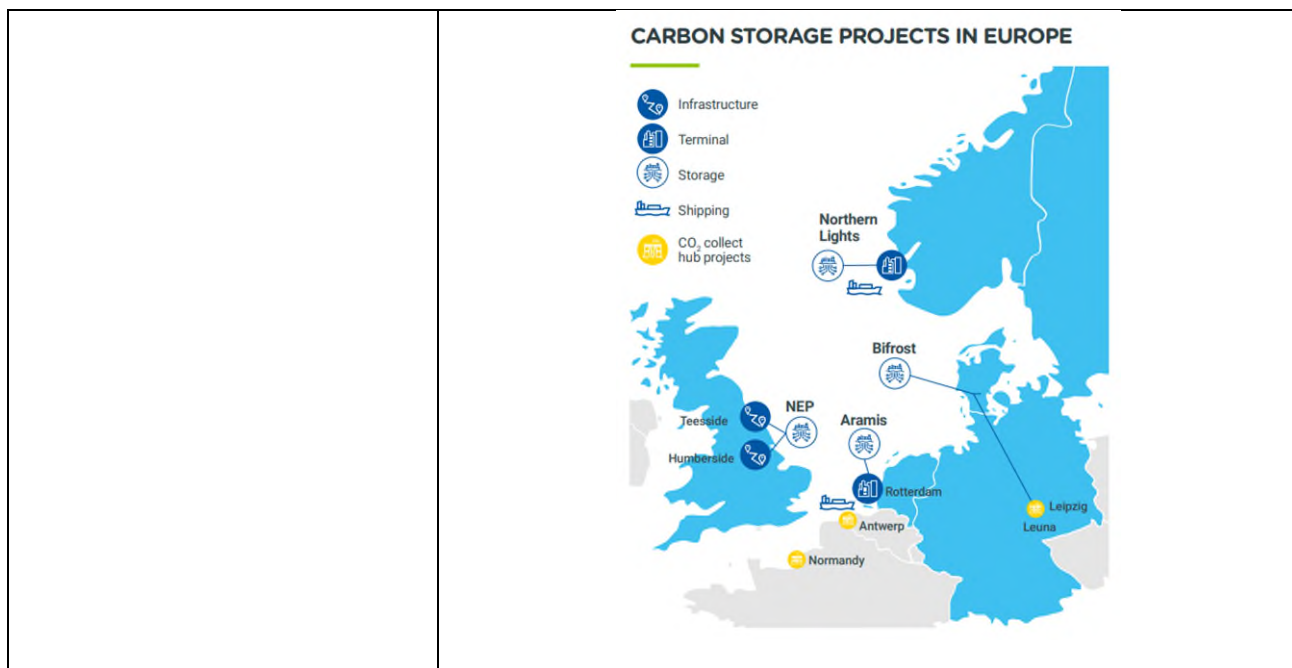 CARBON STORAGE PROJECTS IN EUROPE
Infrastructure
Terminal
Storage
Shipping
CO₂ collect
hub projects
Northern
Lights
Bifrost
NEP
Teesside
Humberside
Aramis
Rotterdam
Antwerp
Normandy
Leipzig
Leuna